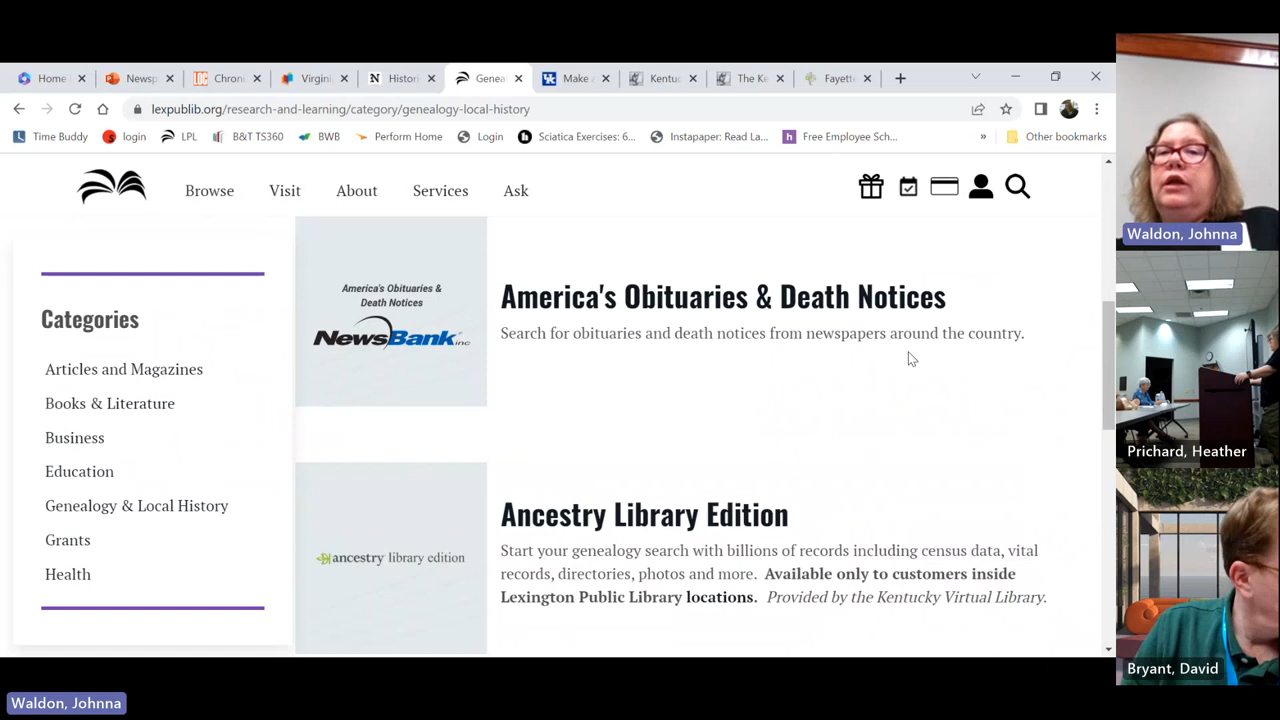 Home
Newsp
Chroni
Virgini
Histori
Genea
Make
Kentuc
The Ke
Fayette
lexpublib.org/research-and-learning/category/genealogy-local-history
Time Buddy
login
LPL
B&T TS360
BWB
Perform Home
Login
Sciatica Exercises: 6...
Instapaper: Read La...
Free Employee Sch...
»
Other bookmarks
Browse
Visit
About
Services
Ask
Categories
Articles and Magazines
Books & Literature
Business
Education
Genealogy & Local History
Grants
Health
America's Obituaries &
Death Notices
NewsBank inc
America's Obituaries & Death Notices
Search for obituaries and death notices from newspapers around the country.
ancestry library edition
Ancestry Library Edition
Start your genealogy search with billions of records including census data, vital
records, directories, photos and more. Available only to customers inside
Lexington Public Library locations. Provided by the Kentucky Virtual Library.
Waldon, Johnna
Prichard, Heather
Bryant, David
Waldon, Johnna